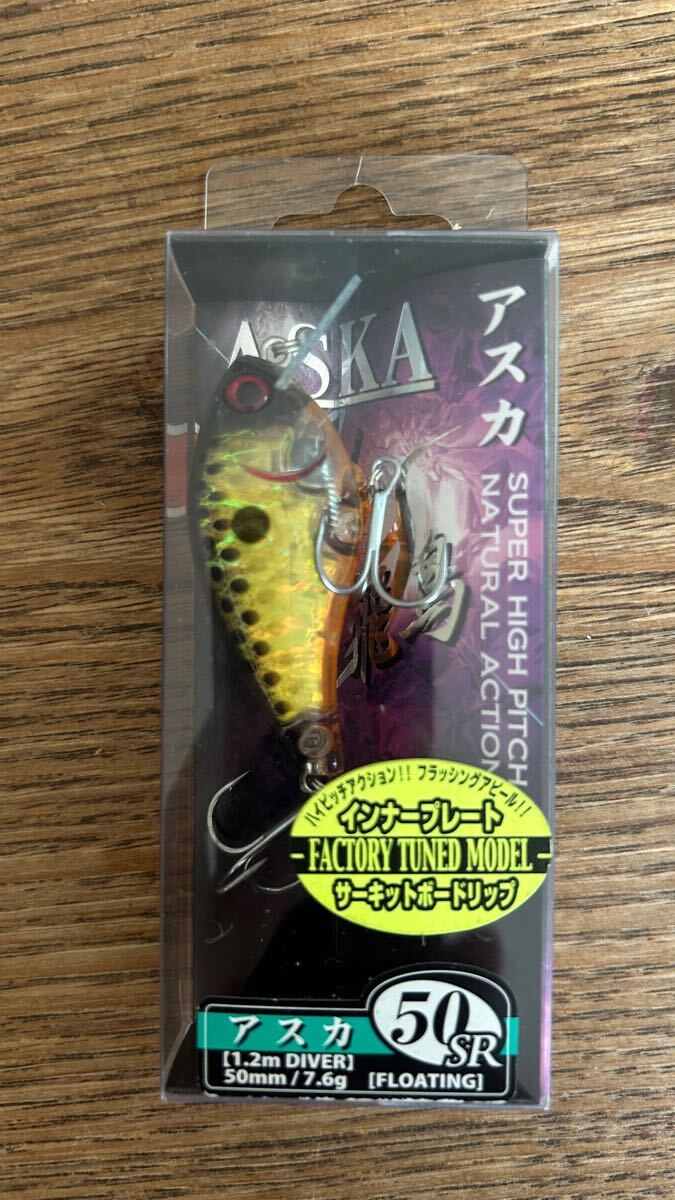 ASKA
アスカ
SUPER HIGH PITCH
NATURAL ACTION
飛鳥
ハイピッチアクション!! フラッシングアピール!!
インナープレート
-FACTORY TUNED MODEL-
サーキットボードリップ
アスカ
50SR
【1.2m DIVER】
50mm / 7.6g [FLOATING]